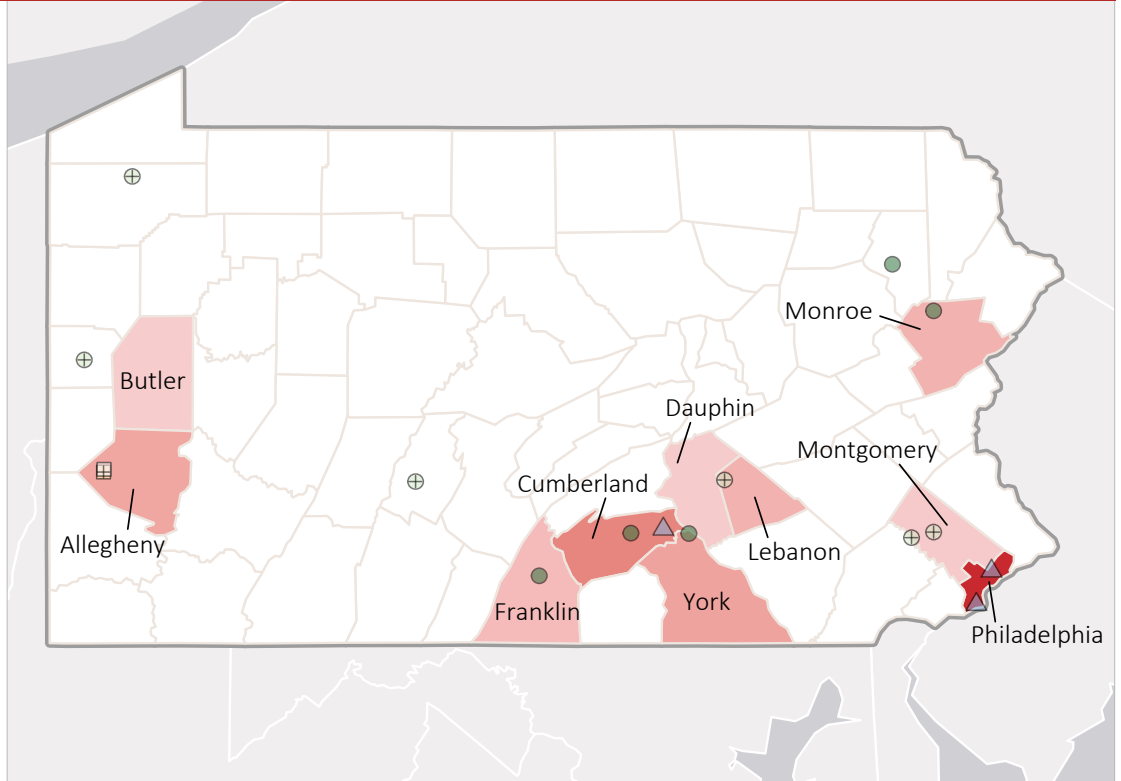 Monroe
Butler
Dauphin
Montgomery
Cumberland
Allegheny
Lebanon
Franklin
York
Philadelphia